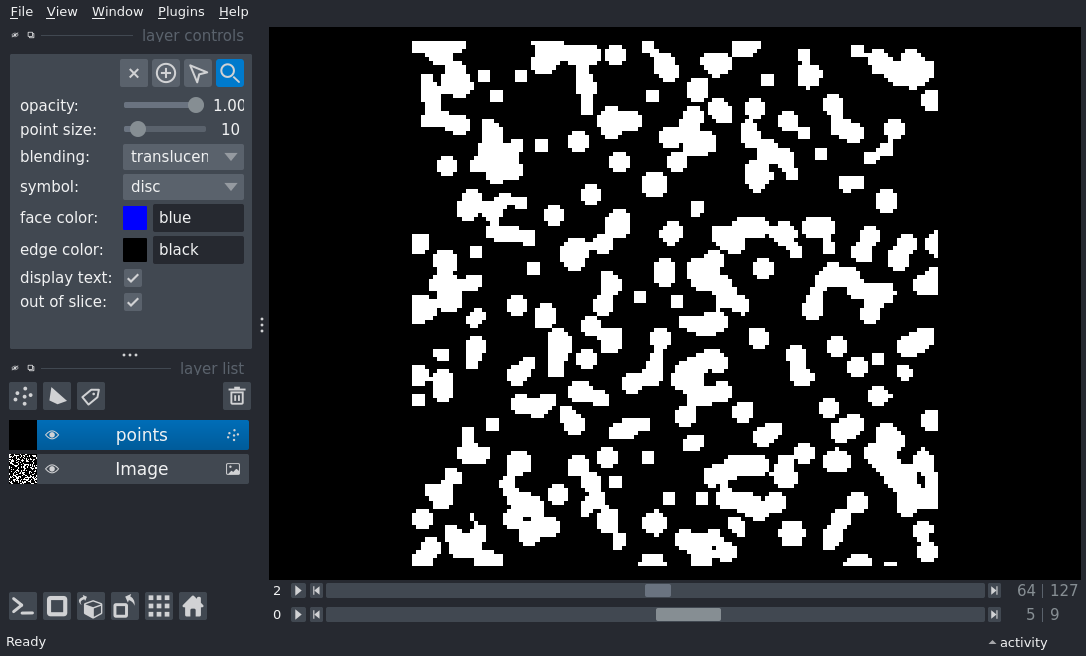 File View Window Plugins Help
layer controls
opacity: 1.00
point size: 10
blending: translucen
symbol: disc
face color: blue
edge color: black
display text:
out of slice:
layer list
points
Image
2 64 | 127
0 5 | 9
Ready activity